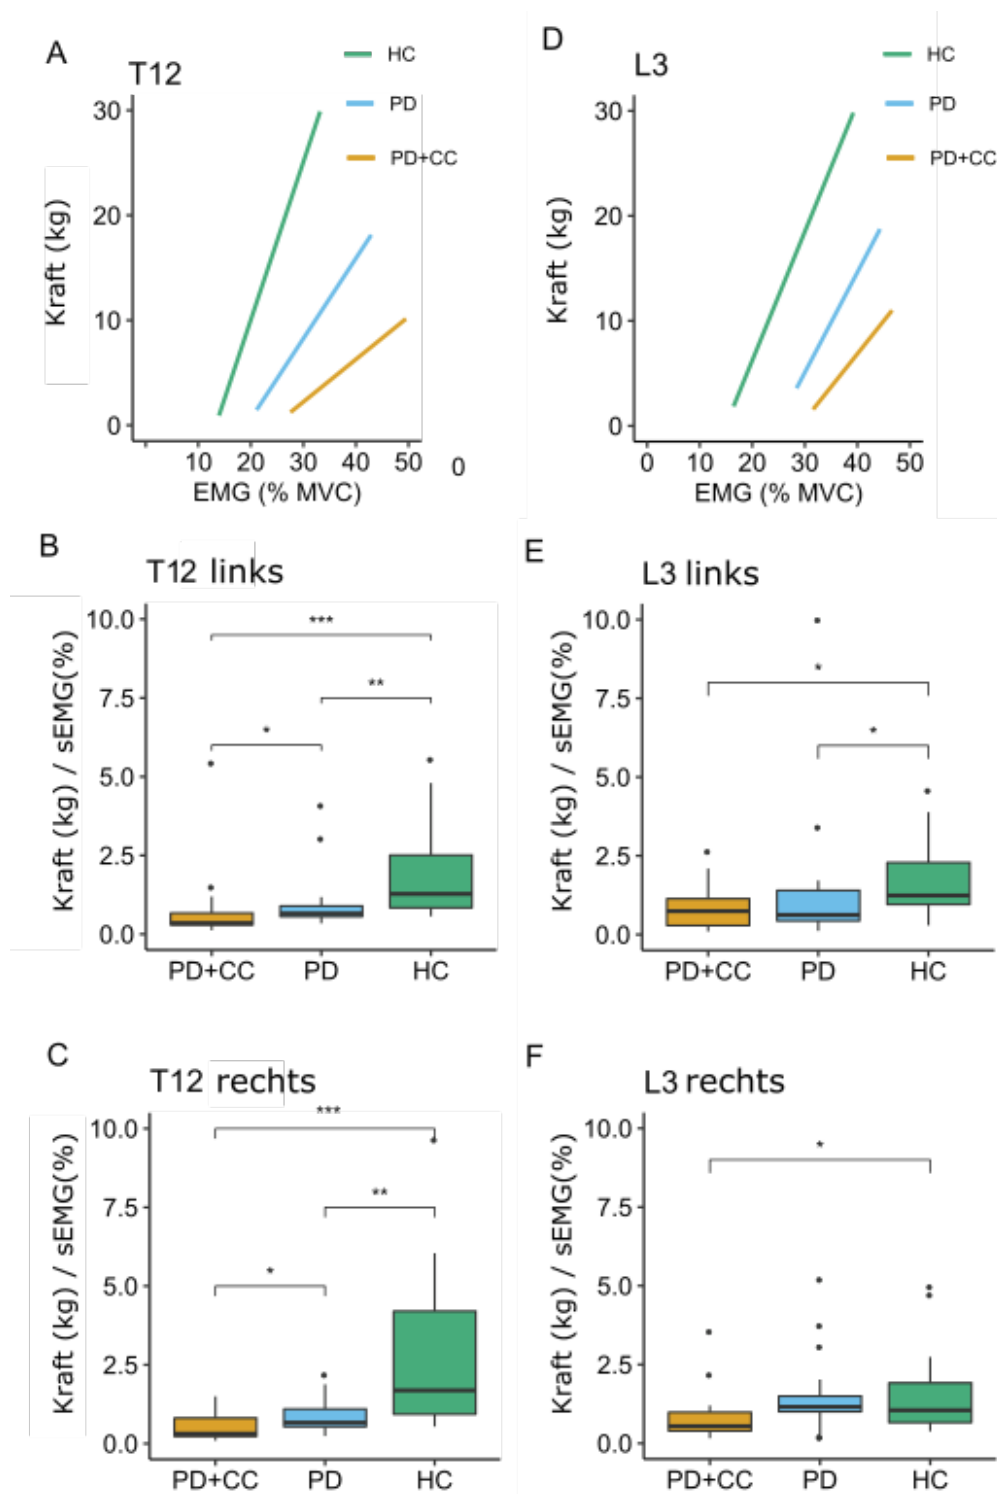 A
T12
HC
PD
PD+CC
30
20
10
0
Kraft (kg)
10 20 30 40 50 0
EMG (% MVC)
D
L3
HC
PD
PD+CC
30
20
10
0
Kraft (kg)
0 10 20 30 40 50
EMG (% MVC)
B
T12 links
10.0
7.5
5.0
2.5
0.0
Kraft (kg) / sEMG(%)
***
**
*
PD+CC PD HC
E
L3 links
10.0
7.5
5.0
2.5
0.0
Kraft (kg) / sEMG(%)
*
*
PD+CC PD HC
C
T12 rechts
10.0
7.5
5.0
2.5
0.0
Kraft (kg) / sEMG(%)
***
**
*
PD+CC PD HC
F
L3 rechts
10.0
7.5
5.0
2.5
0.0
Kraft (kg) / sEMG(%)
*
PD+CC PD HC